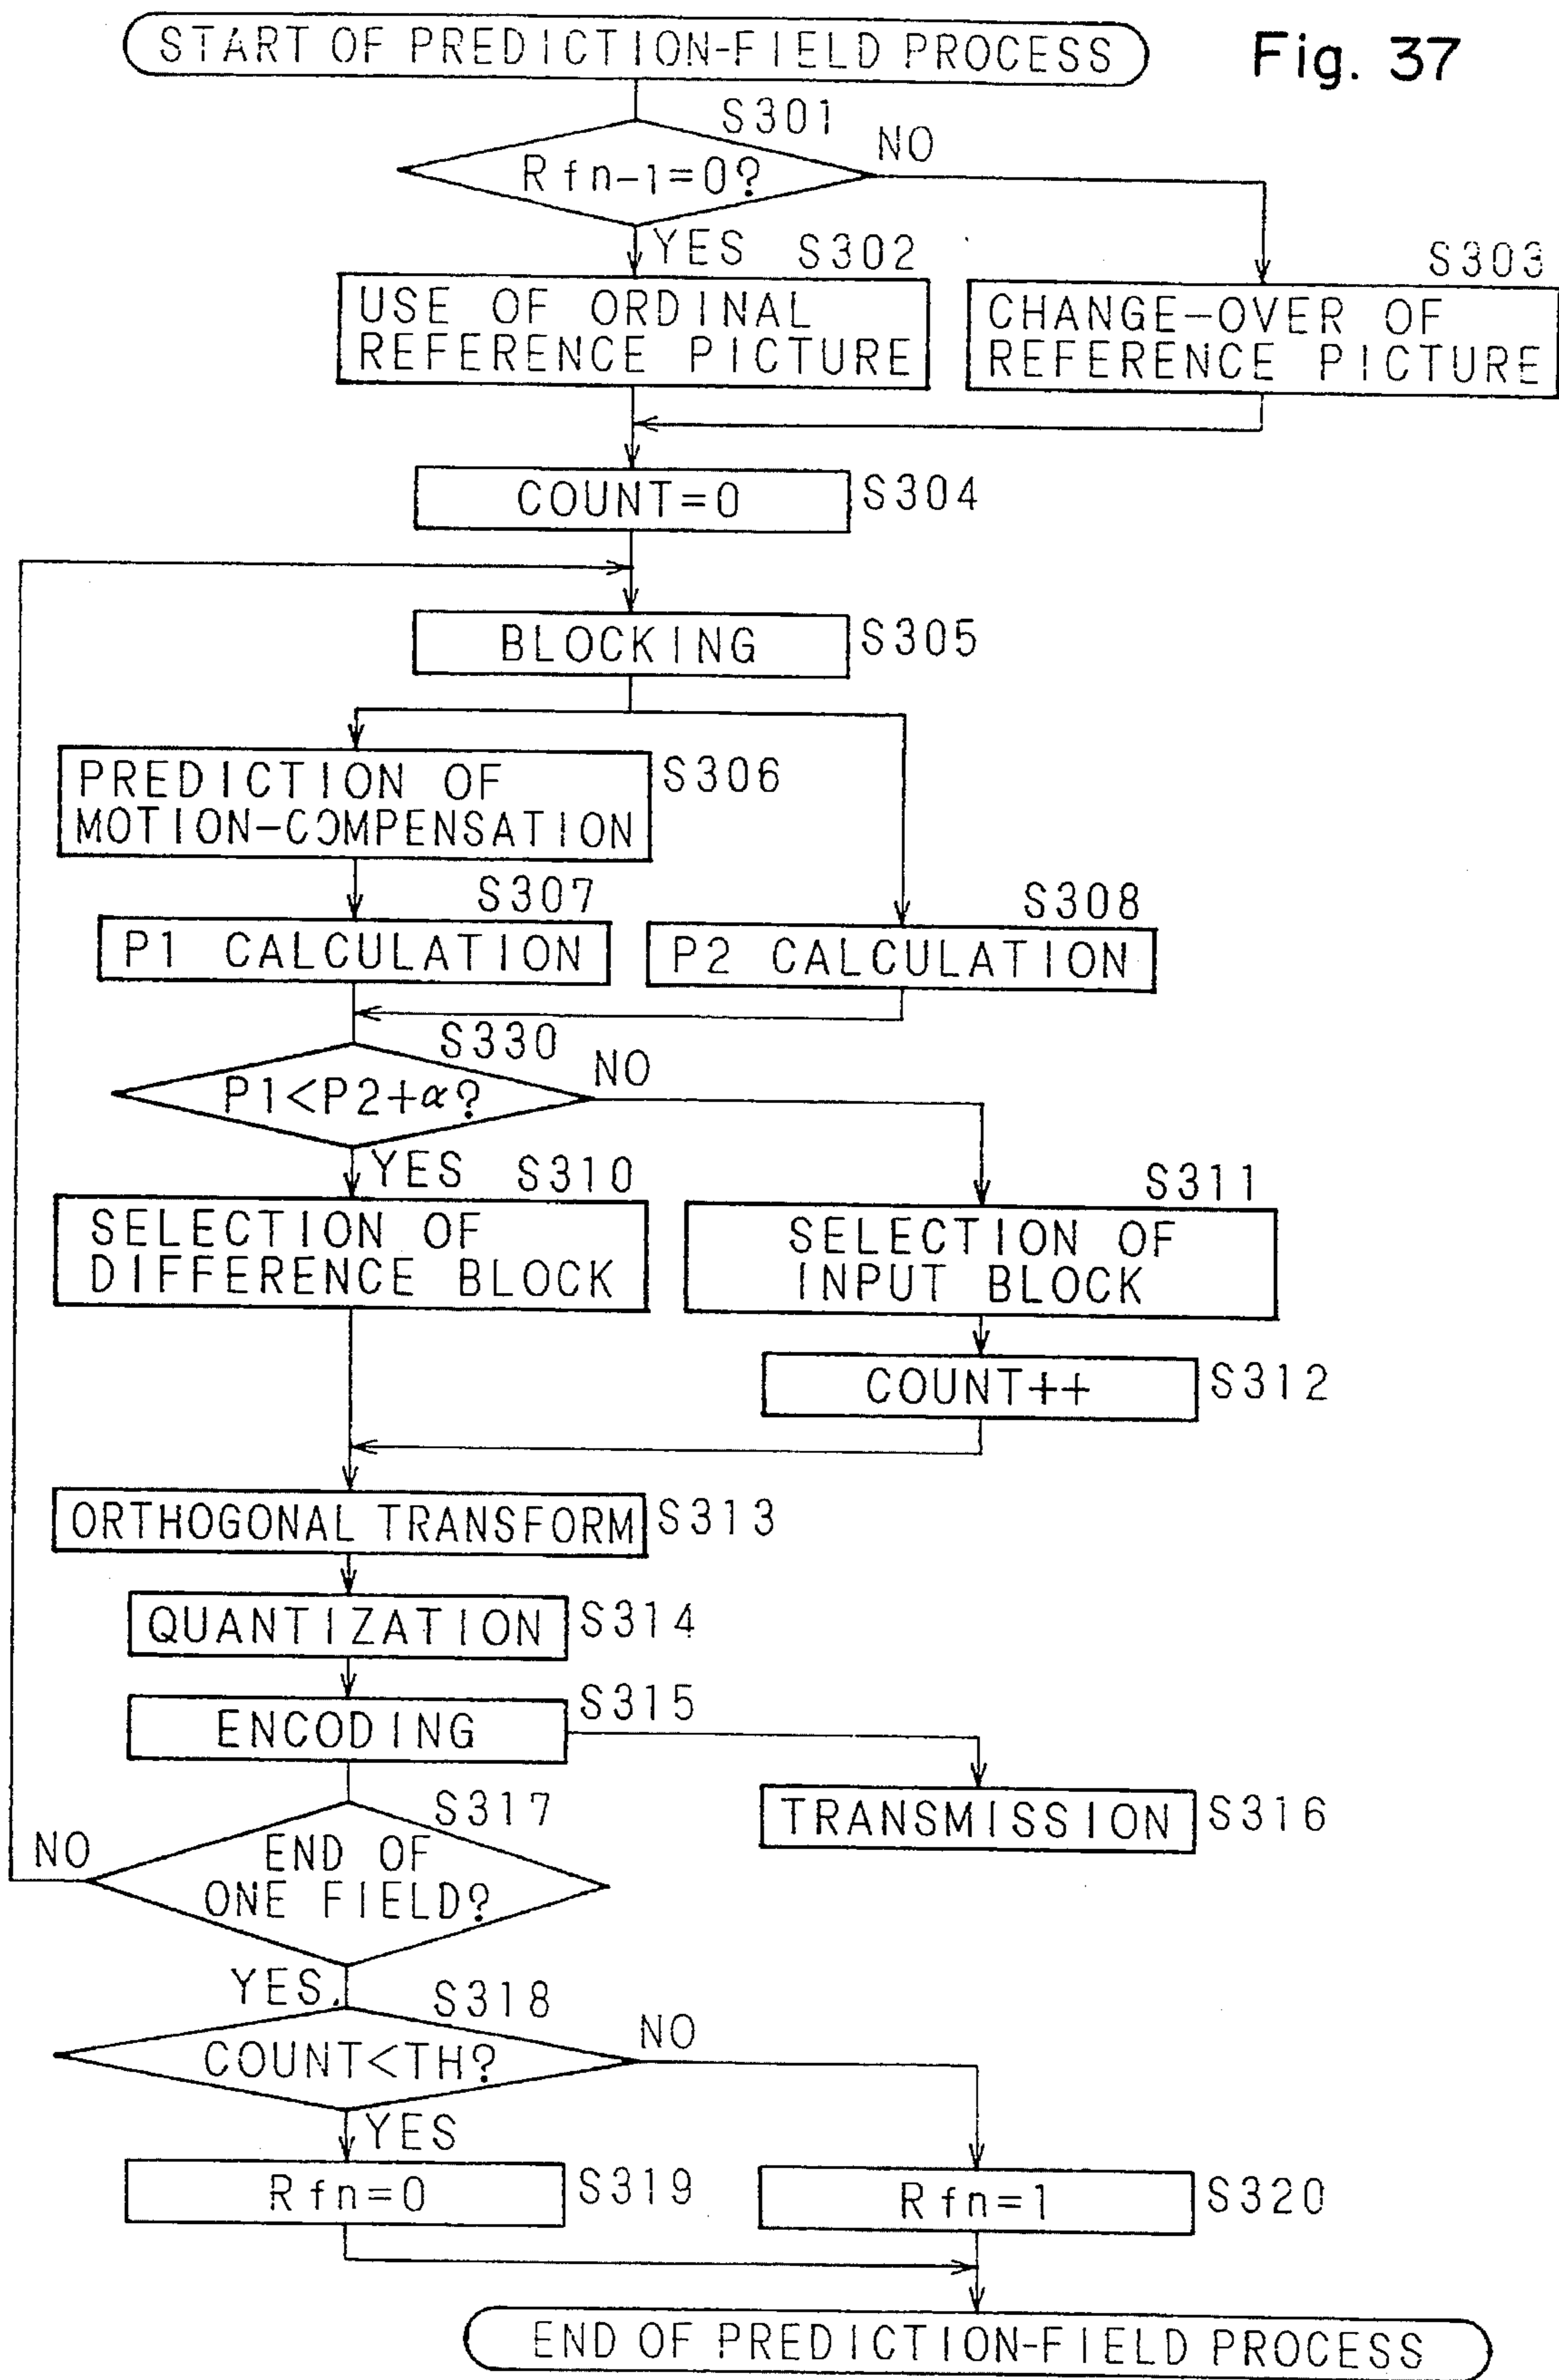 START OF PREDICTION-FIELD PROCESS
Fig. 37
S301
Rfn-1=0?
NO
YES
S302
S303
USE OF ORDINAL
REFERENCE PICTURE
CHANGE-OVER OF
REFERENCE PICTURE
COUNT=0
S304
BLOCKING
S305
PREDICTION OF
MOTION-COMPENSATION
S306
S307
S308
P1 CALCULATION
P2 CALCULATION
S330
P1<P2+α?
NO
YES
S310
S311
SELECTION OF
DIFFERENCE BLOCK
SELECTION OF
INPUT BLOCK
COUNT++
S312
ORTHOGONAL TRANSFORM
S313
QUANTIZATION
S314
ENCODING
S315
TRANSMISSION
S316
S317
NO
END OF
ONE FIELD?
YES
S318
COUNT<TH?
NO
YES
Rfn=0
S319
Rfn=1
S320
END OF PREDICTION-FIELD PROCESS